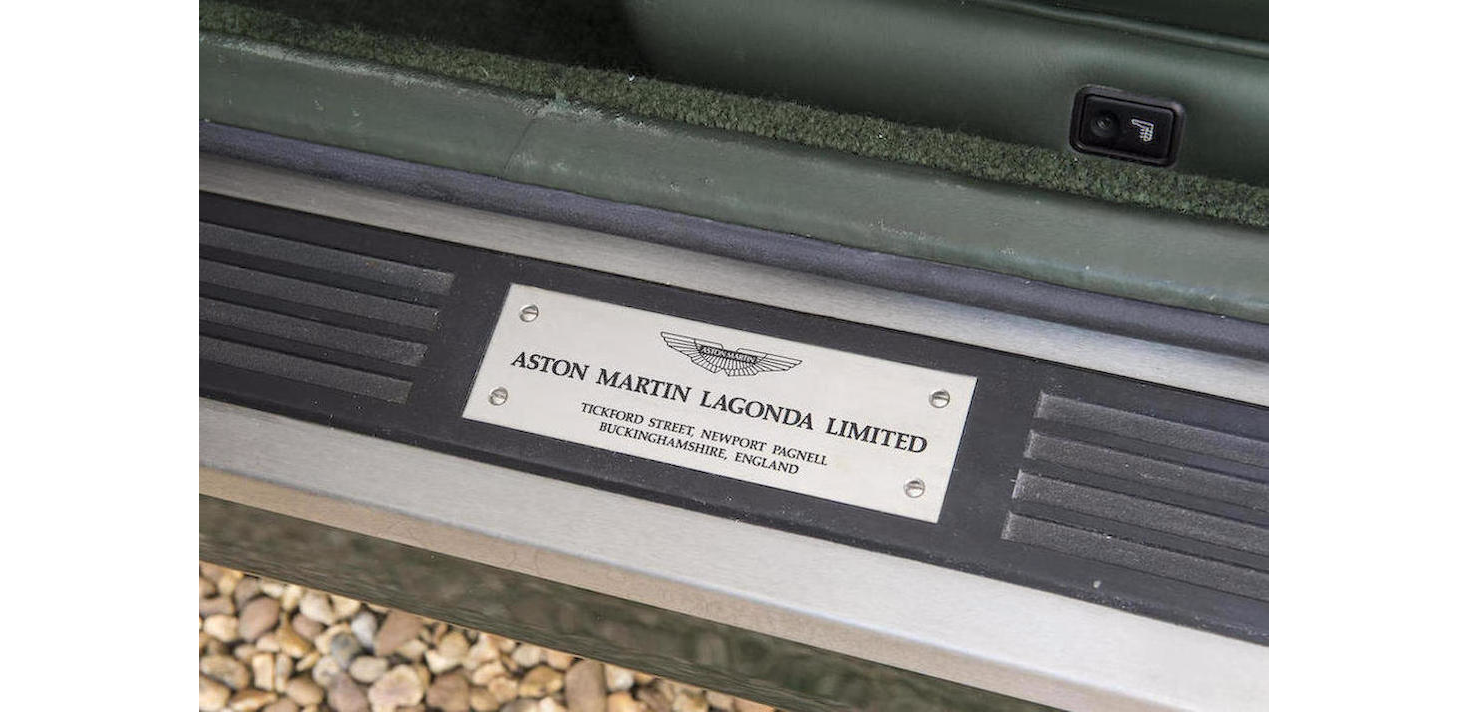 ASTON MARTIN
ASTON MARTIN LAGONDA LIMITED
TICKFORD STREET, NEWPORT PAGNELL
BUCKINGHAMSHIRE, ENGLAND